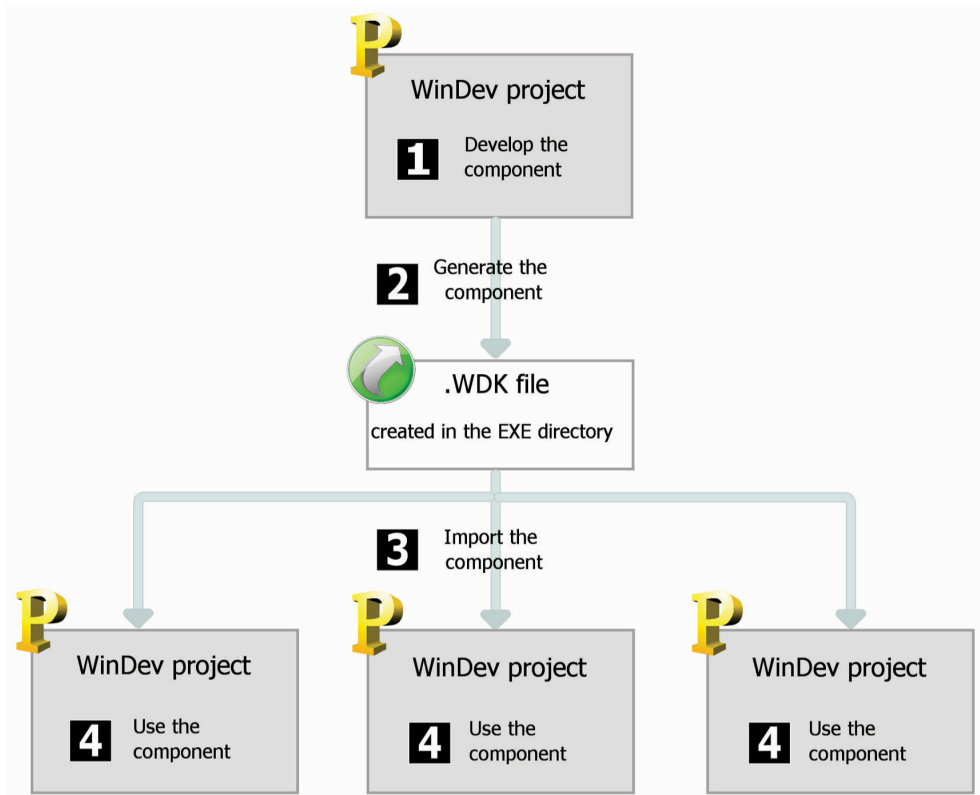 P
WinDev project
1
Develop the
component
2
Generate the
component
.WDK file
created in the EXE directory
3
Import the
component
P
WinDev project
4
Use the
component
P
WinDev project
4
Use the
component
P
WinDev project
4
Use the
component